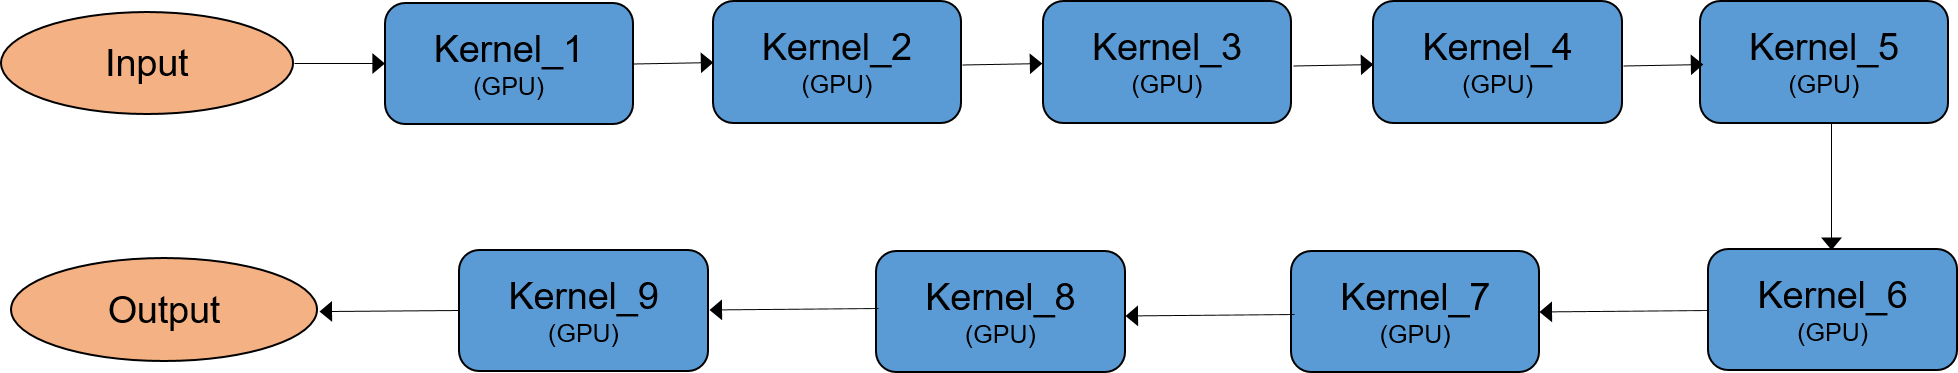 Input
Kernel_1
(GPU)
Kernel_2
(GPU)
Kernel_3
(GPU)
Kernel_4
(GPU)
Kernel_5
(GPU)
Kernel_6
(GPU)
Kernel_7
(GPU)
Kernel_8
(GPU)
Kernel_9
(GPU)
Output